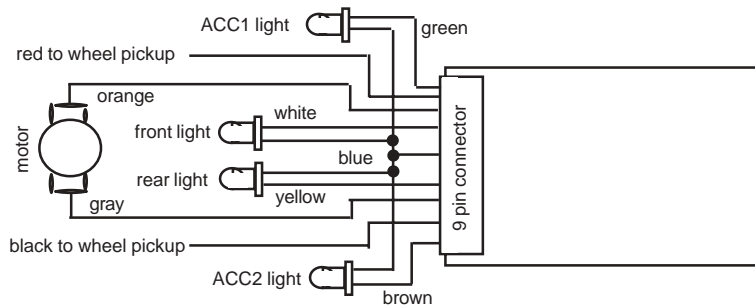 ACC1 light
green
red to wheel pickup
orange
white
front light
motor
blue
9 pin connector
rear light
yellow
gray
black to wheel pickup
ACC2 light
brown